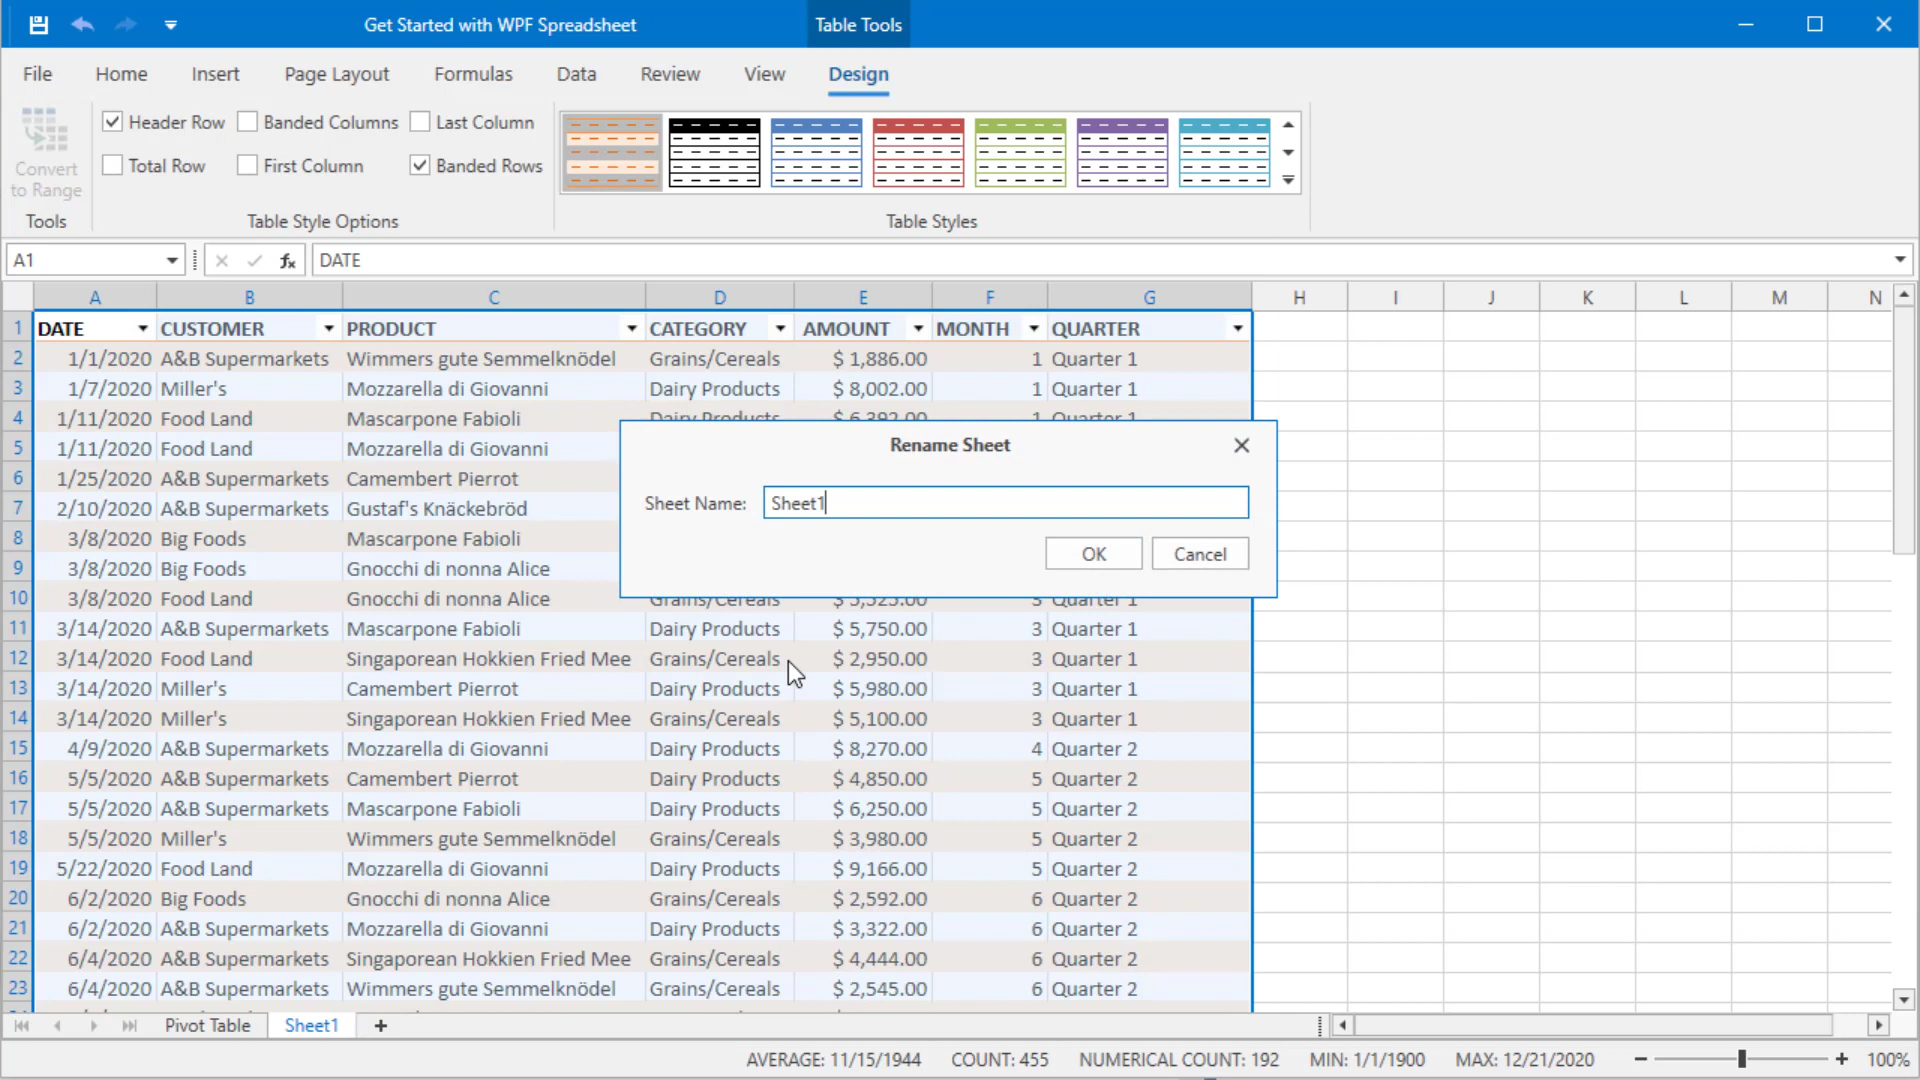 Get Started with WPF Spreadsheet
Table Tools
File Home Insert Page Layout Formulas Data Review View Design
Convert to Range
Header Row Banded Columns Last Column
Total Row First Column Banded Rows
Tools Table Style Options Table Styles
A1 fx DATE
A B C D E F G H I J K L M N
1 DATE CUSTOMER PRODUCT CATEGORY AMOUNT MONTH QUARTER
2 1/1/2020 A&B Supermarkets Wimmers gute Semmelknödel Grains/Cereals $ 1,886.00 1 Quarter 1
3 1/7/2020 Miller's Mozzarella di Giovanni Dairy Products $ 8,002.00 1 Quarter 1
4 1/11/2020 Food Land Mascarpone Fabioli Dairy Products $ 6,392.00 1 Quarter 1
5 1/11/2020 Food Land Mozzarella di Giovanni
6 1/25/2020 A&B Supermarkets Camembert Pierrot
7 2/10/2020 A&B Supermarkets Gustaf's Knäckebröd
8 3/8/2020 Big Foods Mascarpone Fabioli
9 3/8/2020 Big Foods Gnocchi di nonna Alice
10 3/8/2020 Food Land Gnocchi di nonna Alice Grains/Cereals 3 Quarter 1
11 3/14/2020 A&B Supermarkets Mascarpone Fabioli Dairy Products $ 5,750.00 3 Quarter 1
12 3/14/2020 Food Land Singaporean Hokkien Fried Mee Grains/Cereals $ 2,950.00 3 Quarter 1
13 3/14/2020 Miller's Camembert Pierrot Dairy Products $ 5,980.00 3 Quarter 1
14 3/14/2020 Miller's Singaporean Hokkien Fried Mee Grains/Cereals $ 5,100.00 3 Quarter 1
15 4/9/2020 A&B Supermarkets Mozzarella di Giovanni Dairy Products $ 8,270.00 4 Quarter 2
16 5/5/2020 A&B Supermarkets Camembert Pierrot Dairy Products $ 4,850.00 5 Quarter 2
17 5/5/2020 A&B Supermarkets Mascarpone Fabioli Dairy Products $ 6,250.00 5 Quarter 2
18 5/5/2020 Miller's Wimmers gute Semmelknödel Grains/Cereals $ 3,980.00 5 Quarter 2
19 5/22/2020 Food Land Mozzarella di Giovanni Dairy Products $ 9,166.00 5 Quarter 2
20 6/2/2020 Big Foods Gnocchi di nonna Alice Grains/Cereals $ 2,592.00 6 Quarter 2
21 6/2/2020 A&B Supermarkets Mozzarella di Giovanni Dairy Products $ 3,322.00 6 Quarter 2
22 6/4/2020 A&B Supermarkets Singaporean Hokkien Fried Mee Grains/Cereals $ 4,444.00 6 Quarter 2
23 6/4/2020 A&B Supermarkets Wimmers gute Semmelknödel Grains/Cereals $ 2,545.00 6 Quarter 2
Rename Sheet
Sheet Name: Sheet1
OK Cancel
Pivot Table Sheet1
AVERAGE: 11/15/1944 COUNT: 455 NUMERICAL COUNT: 192 MIN: 1/1/1900 MAX: 12/21/2020 100%